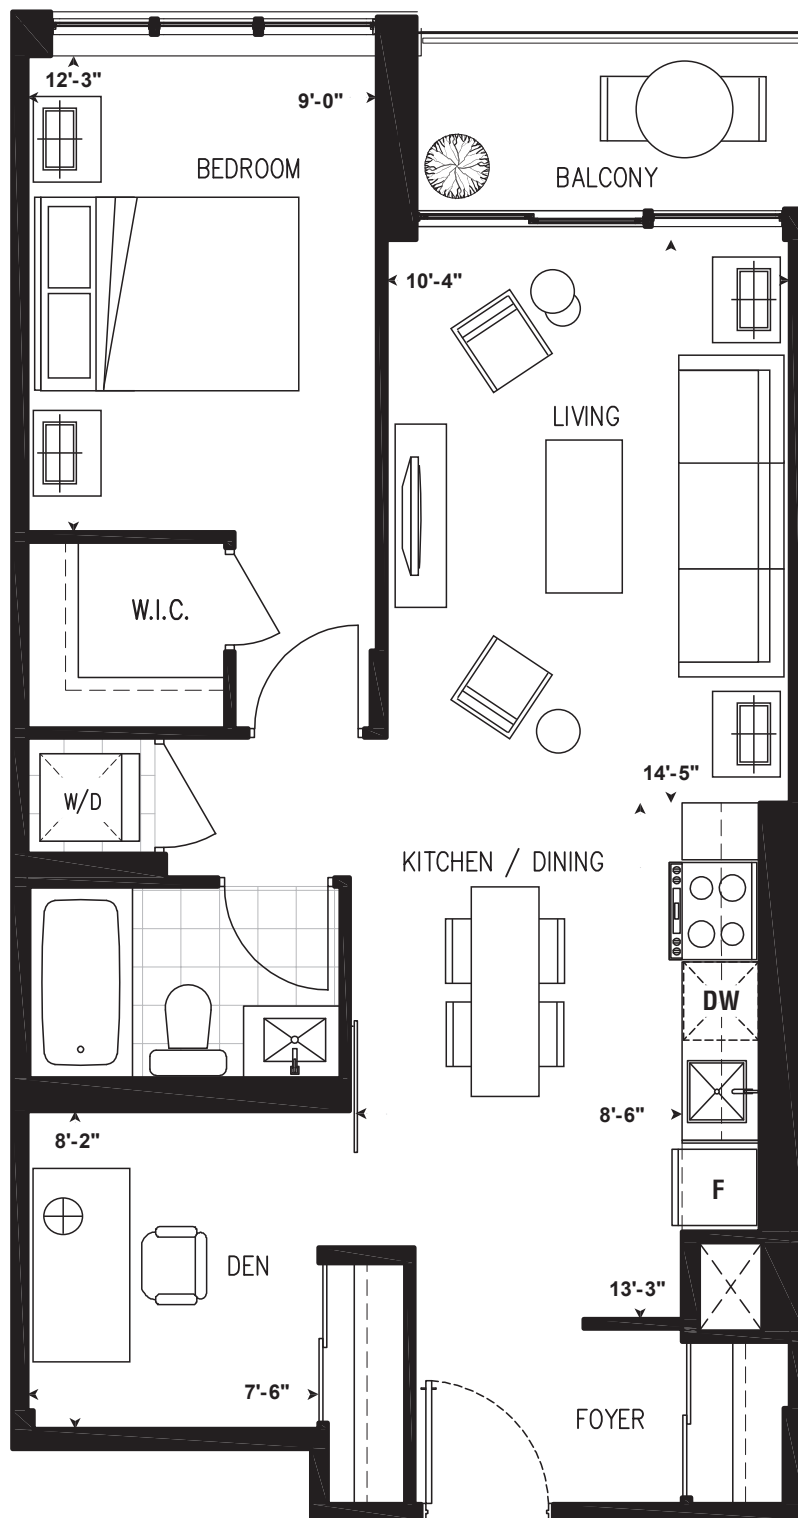 12'-3"
9'-0"
BEDROOM
BALCONY
10'-4"
LIVING
W.I.C.
14'-5"
W/D
KITCHEN / DINING
DW
8'-6"
8'-2"
F
DEN
13'-3"
7'-6"
FOYER